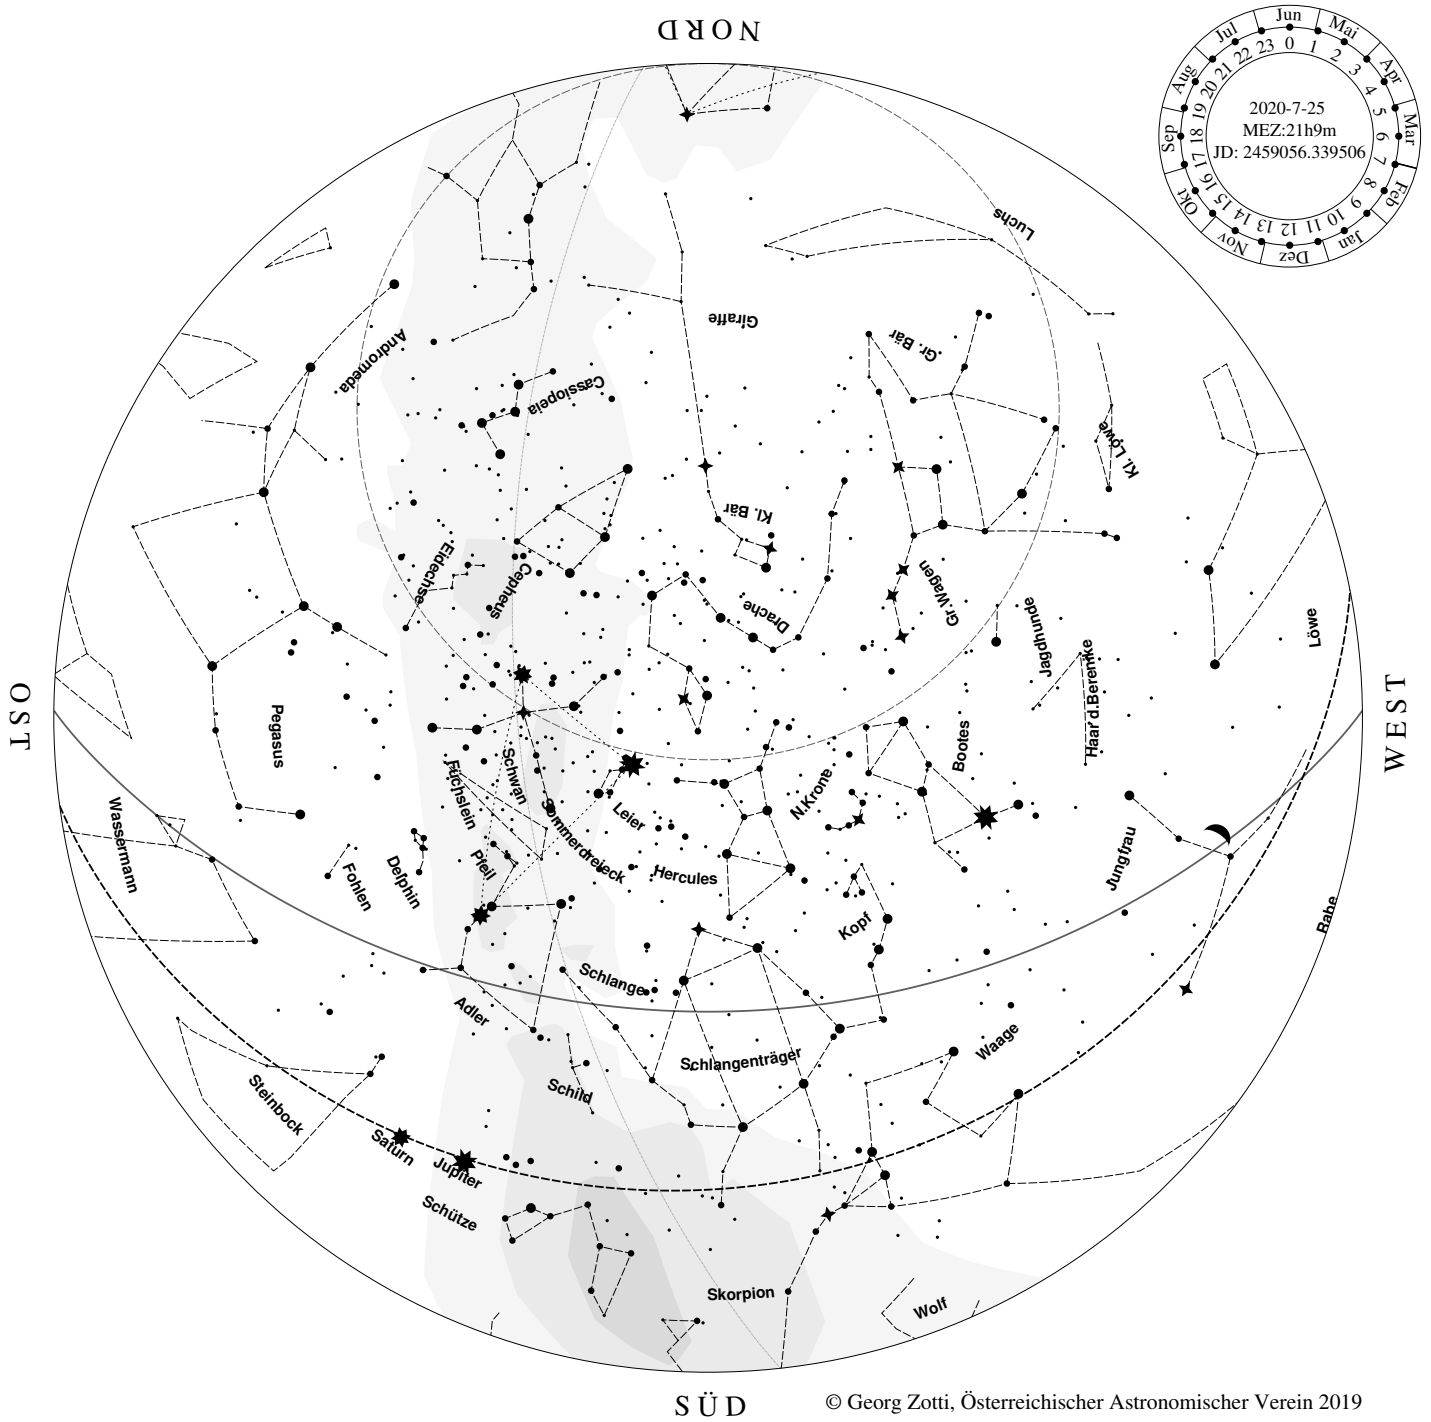 NORD
Jun
Mai
Apr
Mar
Feb
Jan
Dez
Nov
Okt
Sep
Aug
Jul
0 1 2 3 4 5 6 7 8 9 10 11 12 13 14 15 16 17 18 19 20 21 22 23
2020-7-25
MEZ:21h9m
JD: 2459056.339506
Luchs
Giraffe
Gr. Bär
Andromeda
Cassiopeia
Kl. Löwe
Kl. Bär
Eidechse
Cepheus
Drache
Gr.Wagen
Jagdhunde
Haar d.Berenike
Löwe
OST
WEST
Pegasus
Schwan
Füchslein
Sommerdreieck
Leier
N.Krone
Bootes
Wassermann
Fohlen
Delphin
Pfeil
Hercules
Kopf
Jungfrau
Rabe
Schlange
Adler
Schlangenträger
Waage
Schild
Steinbock
Saturn
Jupiter
Schütze
Skorpion
Wolf
SÜD
© Georg Zotti, Österreichischer Astronomischer Verein 2019